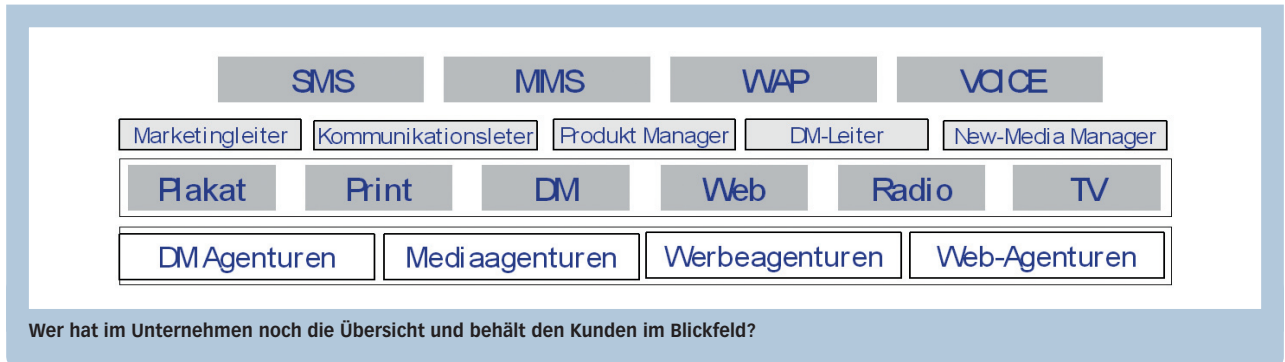 SMS MMS WAP VOICE
Marketingleiter Kommunikationsleter Produkt Manager DM-Leiter New-Media Manager
Plakat Print DM Web Radio TV
DM Agenturen Mediaagenturen Werbeagenturen Web-Agenturen
Wer hat im Unternehmen noch die Übersicht und behält den Kunden im Blickfeld?